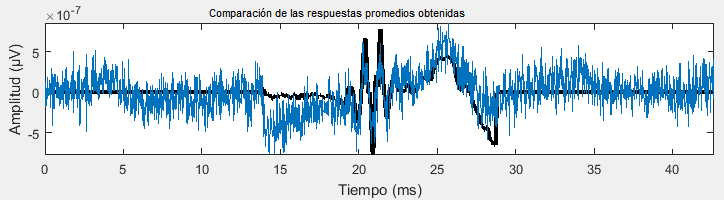 Comparación de las respuestas promedios obtenidas
×10⁻⁷
5
0
-5
Amplitud (µV)
0 5 10 15 20 25 30 35 40
Tiempo (ms)